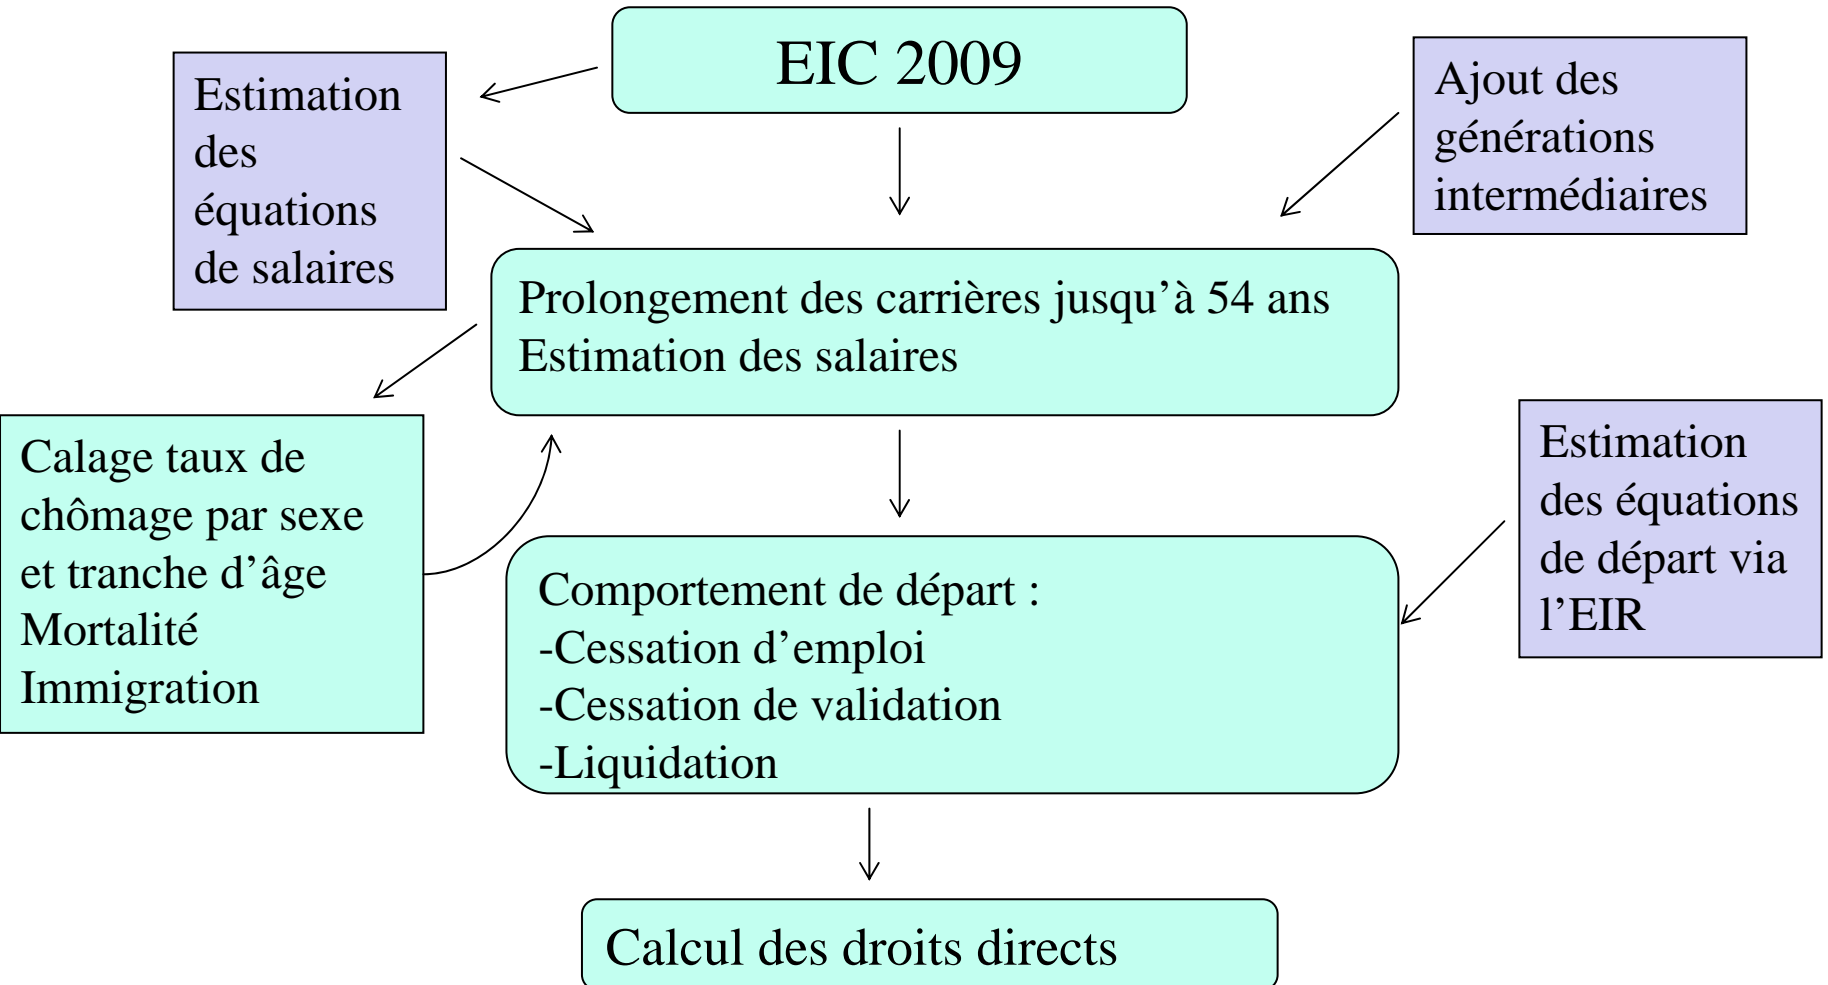 EIC 2009
Estimation
des
équations
de salaires
Ajout des
générations
intermédiaires
Prolongement des carrières jusqu’à 54 ans
Estimation des salaires
Calage taux de
chômage par sexe
et tranche d’âge
Mortalité
Immigration
Estimation
des équations
de départ via
l’EIR
Comportement de départ :
-Cessation d’emploi
-Cessation de validation
-Liquidation
Calcul des droits directs